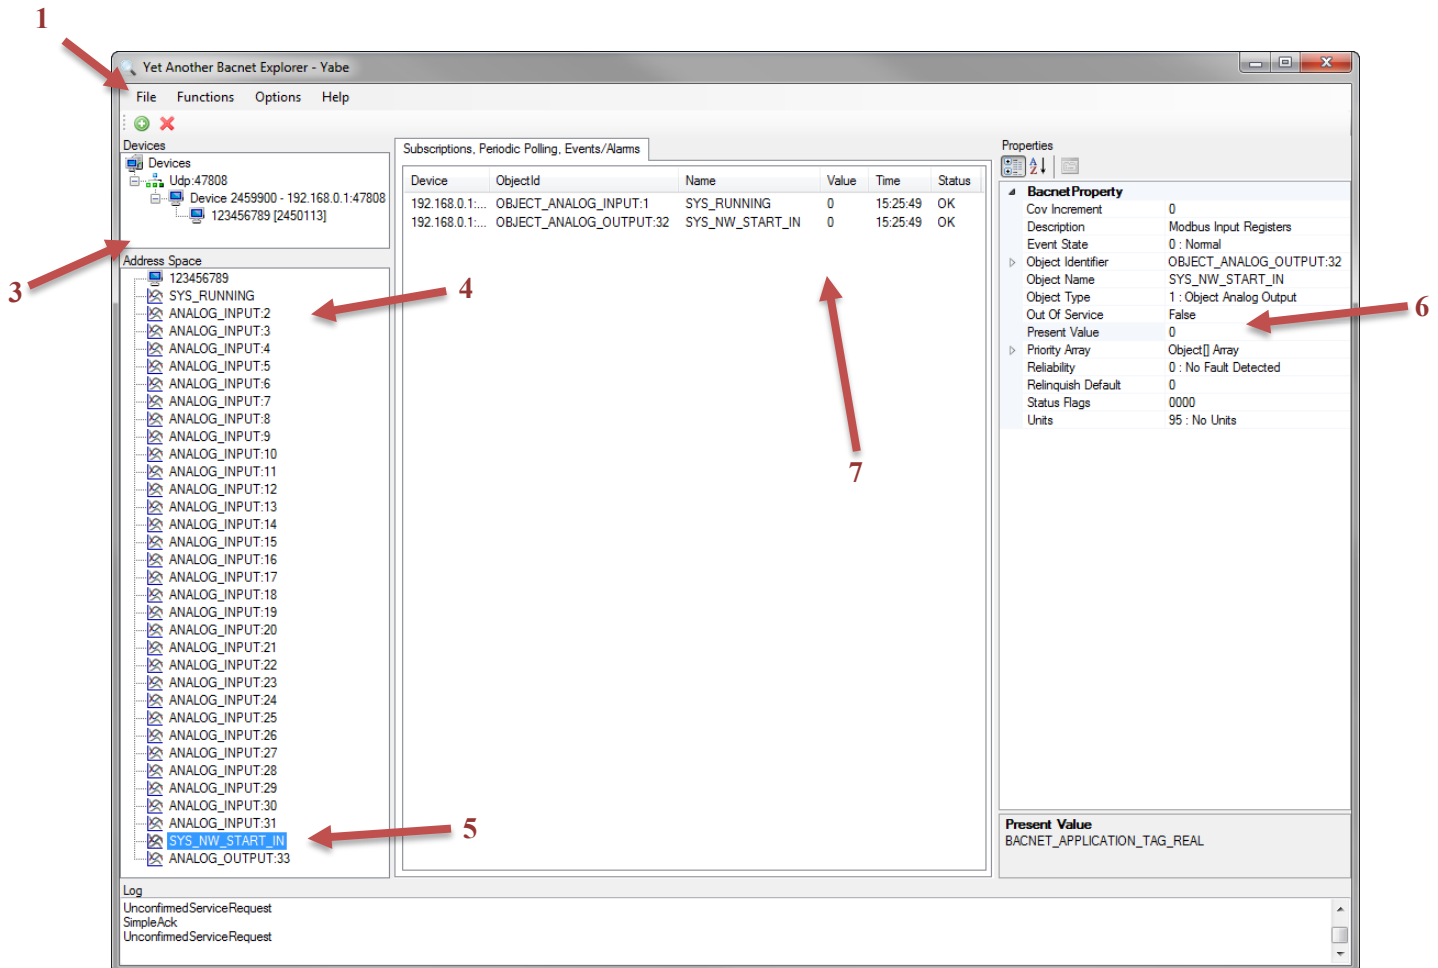 1
Yet Another Bacnet Explorer - Yabe
File Functions Options Help
Devices
Devices
Udp:47808
Device 2459900 - 192.168.0.1:47808
123456789 [2450113]
3
Address Space
123456789
SYS_RUNNING
ANALOG_INPUT:2
ANALOG_INPUT:3
ANALOG_INPUT:4
ANALOG_INPUT:5
ANALOG_INPUT:6
ANALOG_INPUT:7
ANALOG_INPUT:8
ANALOG_INPUT:9
ANALOG_INPUT:10
ANALOG_INPUT:11
ANALOG_INPUT:12
ANALOG_INPUT:13
ANALOG_INPUT:14
ANALOG_INPUT:15
ANALOG_INPUT:16
ANALOG_INPUT:17
ANALOG_INPUT:18
ANALOG_INPUT:19
ANALOG_INPUT:20
ANALOG_INPUT:21
ANALOG_INPUT:22
ANALOG_INPUT:23
ANALOG_INPUT:24
ANALOG_INPUT:25
ANALOG_INPUT:26
ANALOG_INPUT:27
ANALOG_INPUT:28
ANALOG_INPUT:29
ANALOG_INPUT:30
ANALOG_INPUT:31
SYS_NW_START_IN
ANALOG_OUTPUT:33
4
5
Subscriptions, Periodic Polling, Events/Alarms
Device ObjectId Name Value Time Status
192.168.0.1:... OBJECT_ANALOG_INPUT:1 SYS_RUNNING 0 15:25:49 OK
192.168.0.1:... OBJECT_ANALOG_OUTPUT:32 SYS_NW_START_IN 0 15:25:49 OK
7
Properties
BacnetProperty
Cov Increment 0
Description Modbus Input Registers
Event State 0 : Normal
Object Identifier OBJECT_ANALOG_OUTPUT:32
Object Name SYS_NW_START_IN
Object Type 1 : Object Analog Output
Out Of Service False
Present Value 0
Priority Array Object[] Array
Reliability 0 : No Fault Detected
Relinquish Default 0
Status Flags 0000
Units 95 : No Units
6
Present Value
BACNET_APPLICATION_TAG_REAL
Log
UnconfirmedServiceRequest
SimpleAck
UnconfirmedServiceRequest